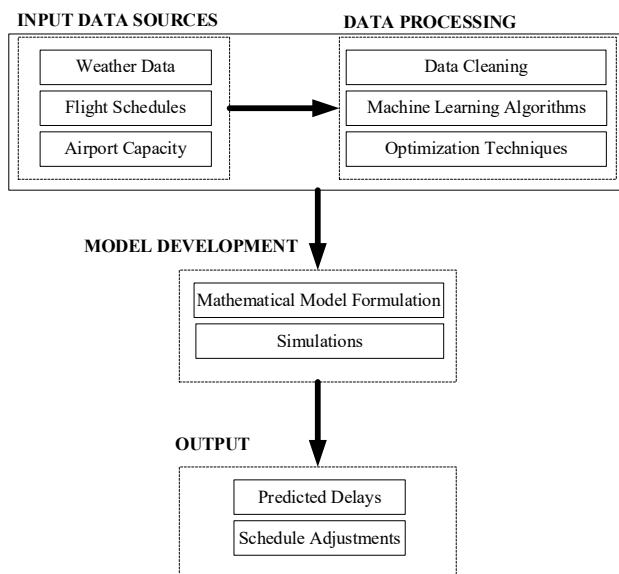 INPUT DATA SOURCES
Weather Data
Flight Schedules
Airport Capacity
DATA PROCESSING
Data Cleaning
Machine Learning Algorithms
Optimization Techniques
MODEL DEVELOPMENT
Mathematical Model Formulation
Simulations
OUTPUT
Predicted Delays
Schedule Adjustments